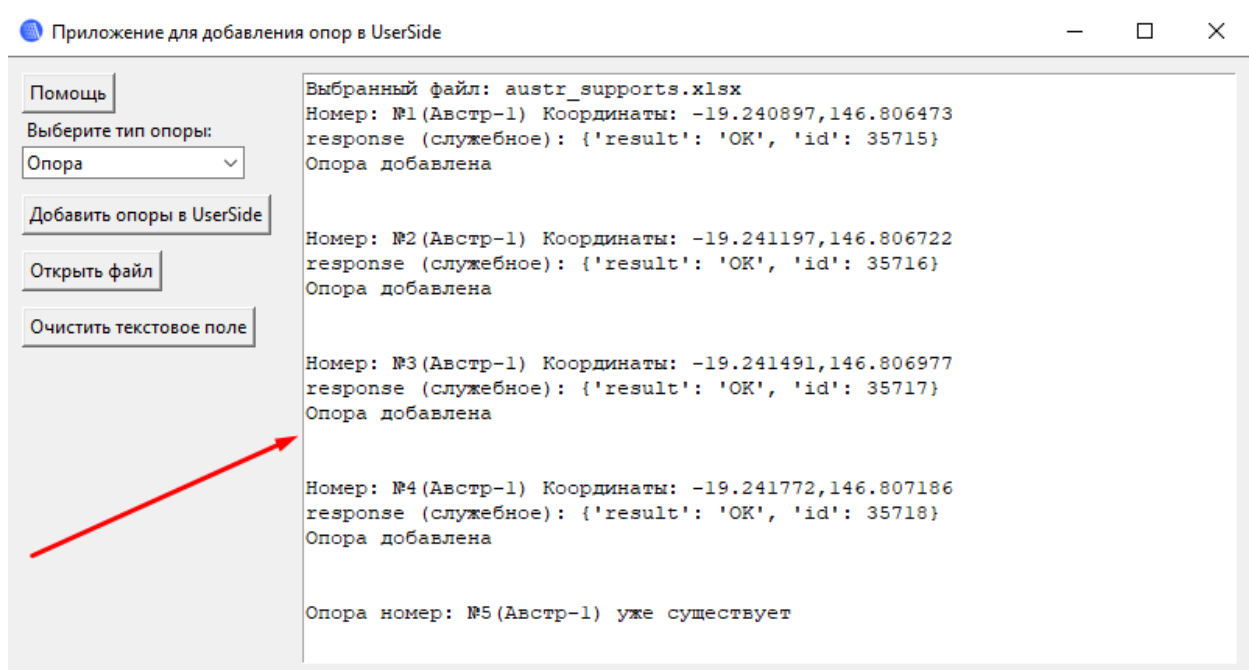 Приложение для добавления опор в UserSide
Помощь
Выберите тип опоры:
Опора
Добавить опоры в UserSide
Открыть файл
Очистить текстовое поле
Выбранный файл: austr_supports.xlsx
Номер: №1(Австр-1) Координаты: -19.240897,146.806473
response (служебное): {'result': 'OK', 'id': 35715}
Опора добавлена
Номер: №2(Австр-1) Координаты: -19.241197,146.806722
response (служебное): {'result': 'OK', 'id': 35716}
Опора добавлена
Номер: №3(Австр-1) Координаты: -19.241491,146.806977
response (служебное): {'result': 'OK', 'id': 35717}
Опора добавлена
Номер: №4(Австр-1) Координаты: -19.241772,146.807186
response (служебное): {'result': 'OK', 'id': 35718}
Опора добавлена
Опора номер: №5(Австр-1) уже существует